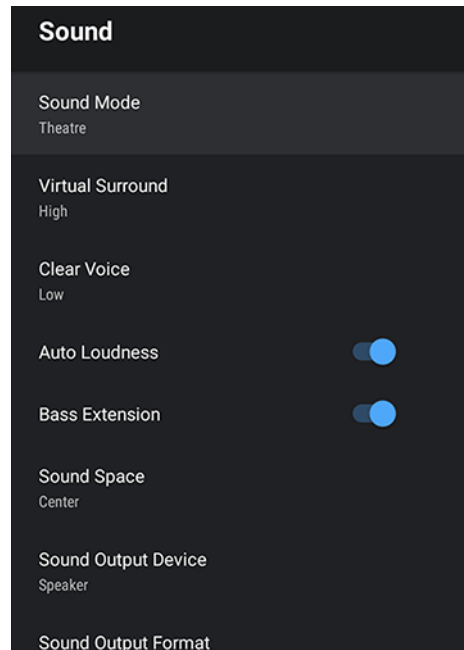 Sound
Sound Mode
Theatre
Virtual Surround
High
Clear Voice
Low
Auto Loudness
Bass Extension
Sound Space
Center
Sound Output Device
Speaker
Sound Output Format